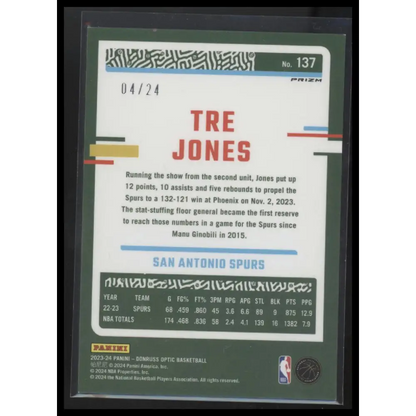 No. 137
PRIZM
04/24
TRE
JONES
Running the show from the second unit, Jones put up
12 points, 10 assists and five rebounds to propel the
Spurs to a 132-121 win at Phoenix on Nov. 2, 2023.
The stat-stuffing floor general became the first reserve
to reach those numbers in a game for the Spurs since
Manu Ginobili in 2015.
SAN ANTONIO SPURS
YEAR TEAM G FG% FT% 3PM RPG APG STL BLK PTS PPG
22-23 SPURS 68 .459 .860 45 3.6 6.6 89 9 875 12.9
NBA TOTALS 174 .468 .836 58 2.4 4.1 139 16 1382 7.9
PANINI
2023-24 PANINI – DONRUSS OPTIC BASKETBALL
© 2024 Panini America, Inc.
© 2024 NBA Properties, Inc.
© 2024 the National Basketball Players Association. All rights reserved.
NBA